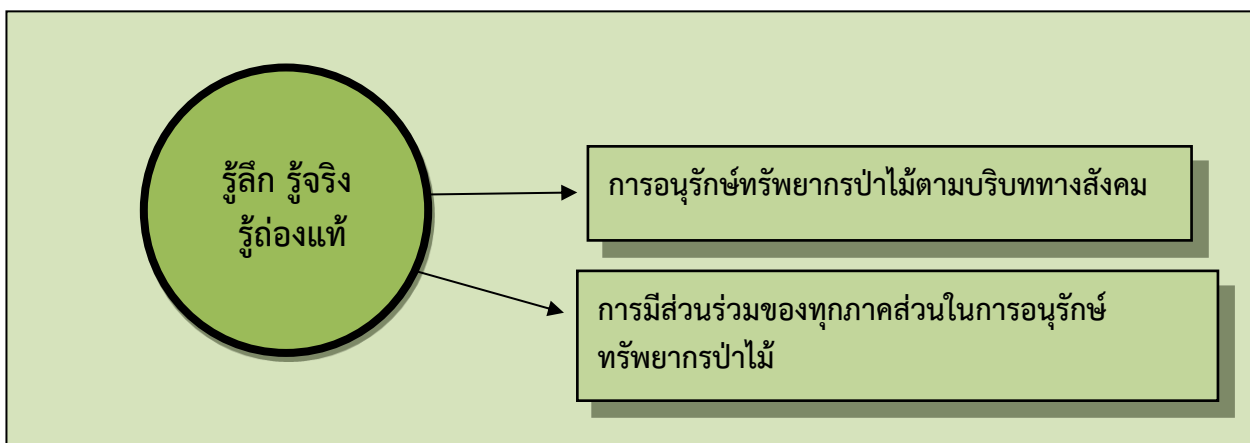 รู้ลึก รู้จริง
รู้ถ่องแท้
การอนุรักษ์ทรัพยากรป่าไม้ตามบริบททางสังคม
การมีส่วนร่วมของทุกภาคส่วนในการอนุรักษ์
ทรัพยากรป่าไม้